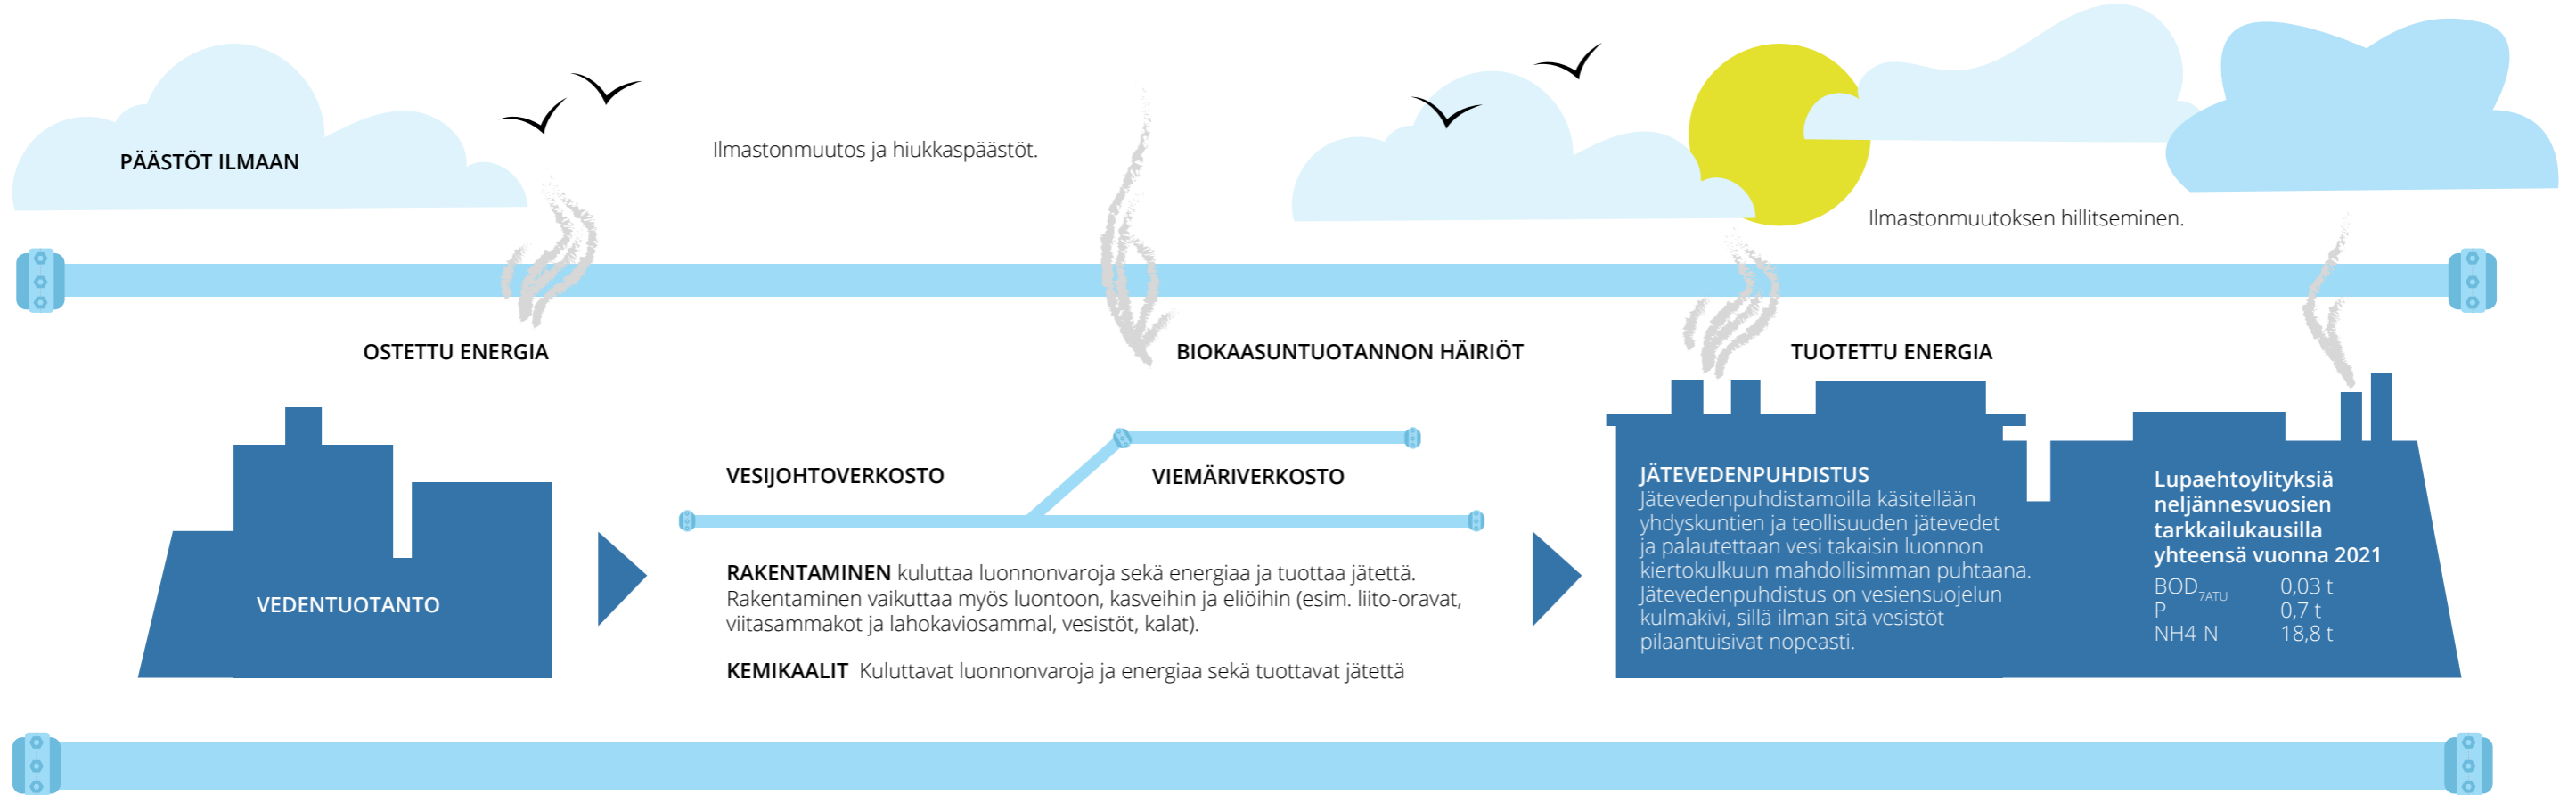 PÄÄSTÖT ILMAAN
Ilmastonmuutos ja hiukkaspäästöt.
Ilmastonmuutoksen hillitseminen.
OSTETTU ENERGIA
BIOKAASUNTUOTANNON HÄIRIÖT
TUOTETTU ENERGIA
VEDENTUOTANTO
VESIJOHTOVERKOSTO
VIEMÄRIVERKOSTO
RAKENTAMINEN kuluttaa luonnonvaroja sekä energiaa ja tuottaa jätettä.
Rakentaminen vaikuttaa myös luontoon, kasveihin ja eliöihin (esim. liito-oravat,
viitasammakot ja lahokaviosammal, vesistöt, kalat).
KEMIKAALIT Kuluttavat luonnonvaroja ja energiaa sekä tuottavat jätettä
JÄTEVEDENPUHDISTUS
Jätevedenpuhdistamoilla käsitellään
yhdyskuntien ja teollisuuden jätevedet
ja palautettaan vesi takaisin luonnon
kiertokulkuun mahdollisimman puhtaana.
Jätevedenpuhdistus on vesiensuojelun
kulmakivi, sillä ilman sitä vesistöt
pilaantuisivat nopeasti.
Lupaehtoylityksiä
neljännesvuosien
tarkkailukausilla
yhteensä vuonna 2021
BOD7ATU 0,03 t
P 0,7 t
NH4-N 18,8 t